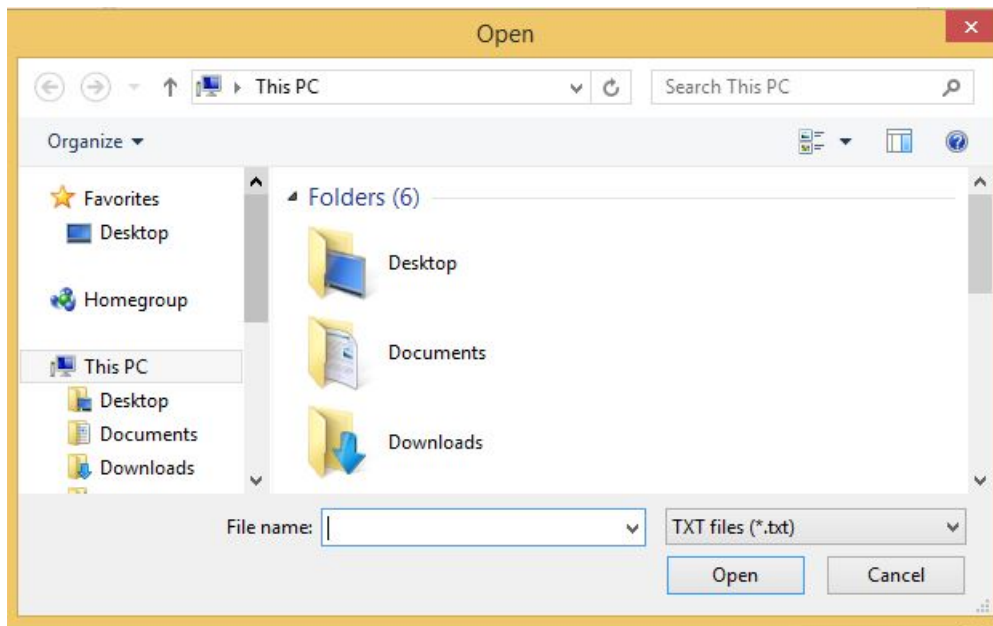 Open
This PC
Search This PC
Organize
Favorites
Desktop
Homegroup
This PC
Desktop
Documents
Downloads
Folders (6)
Desktop
Documents
Downloads
File name:
TXT files (*.txt)
Open
Cancel